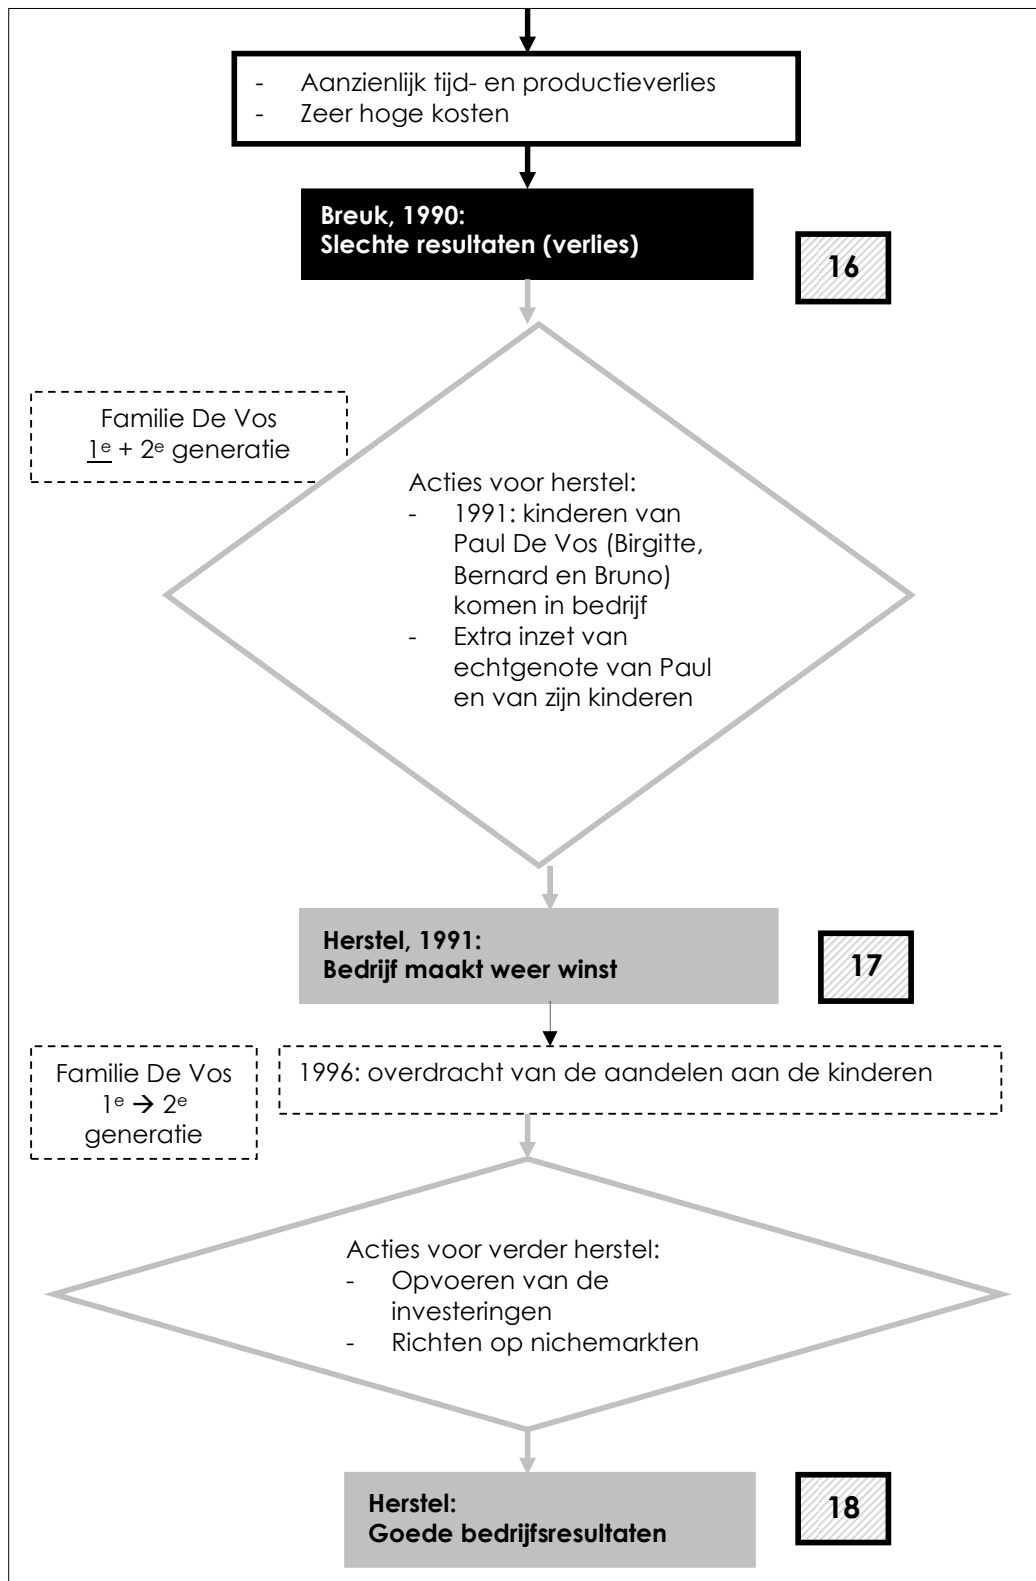 - Aanzienlijk tijd- en productieverlies
- Zeer hoge kosten
Breuk, 1990:
Slechte resultaten (verlies)
16
Familie De Vos
1e + 2e generatie
Acties voor herstel:
- 1991: kinderen van
Paul De Vos (Birgitte,
Bernard en Bruno)
komen in bedrijf
- Extra inzet van
echtgenote van Paul
en van zijn kinderen
Herstel, 1991:
Bedrijf maakt weer winst
17
Familie De Vos
1e → 2e
generatie
1996: overdracht van de aandelen aan de kinderen
Acties voor verder herstel:
- Opvoeren van de
investeringen
- Richten op nichemarkten
Herstel:
Goede bedrijfsresultaten
18